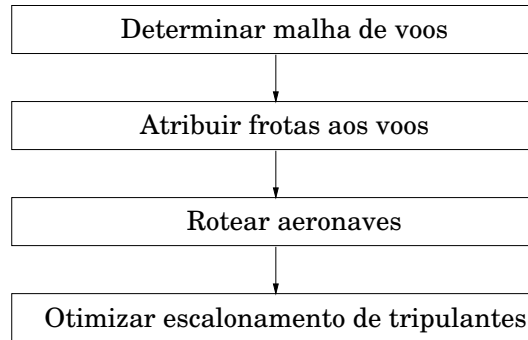 Determinar malha de voos
Atribuir frotas aos voos
Rotear aeronaves
Otimizar escalonamento de tripulantes